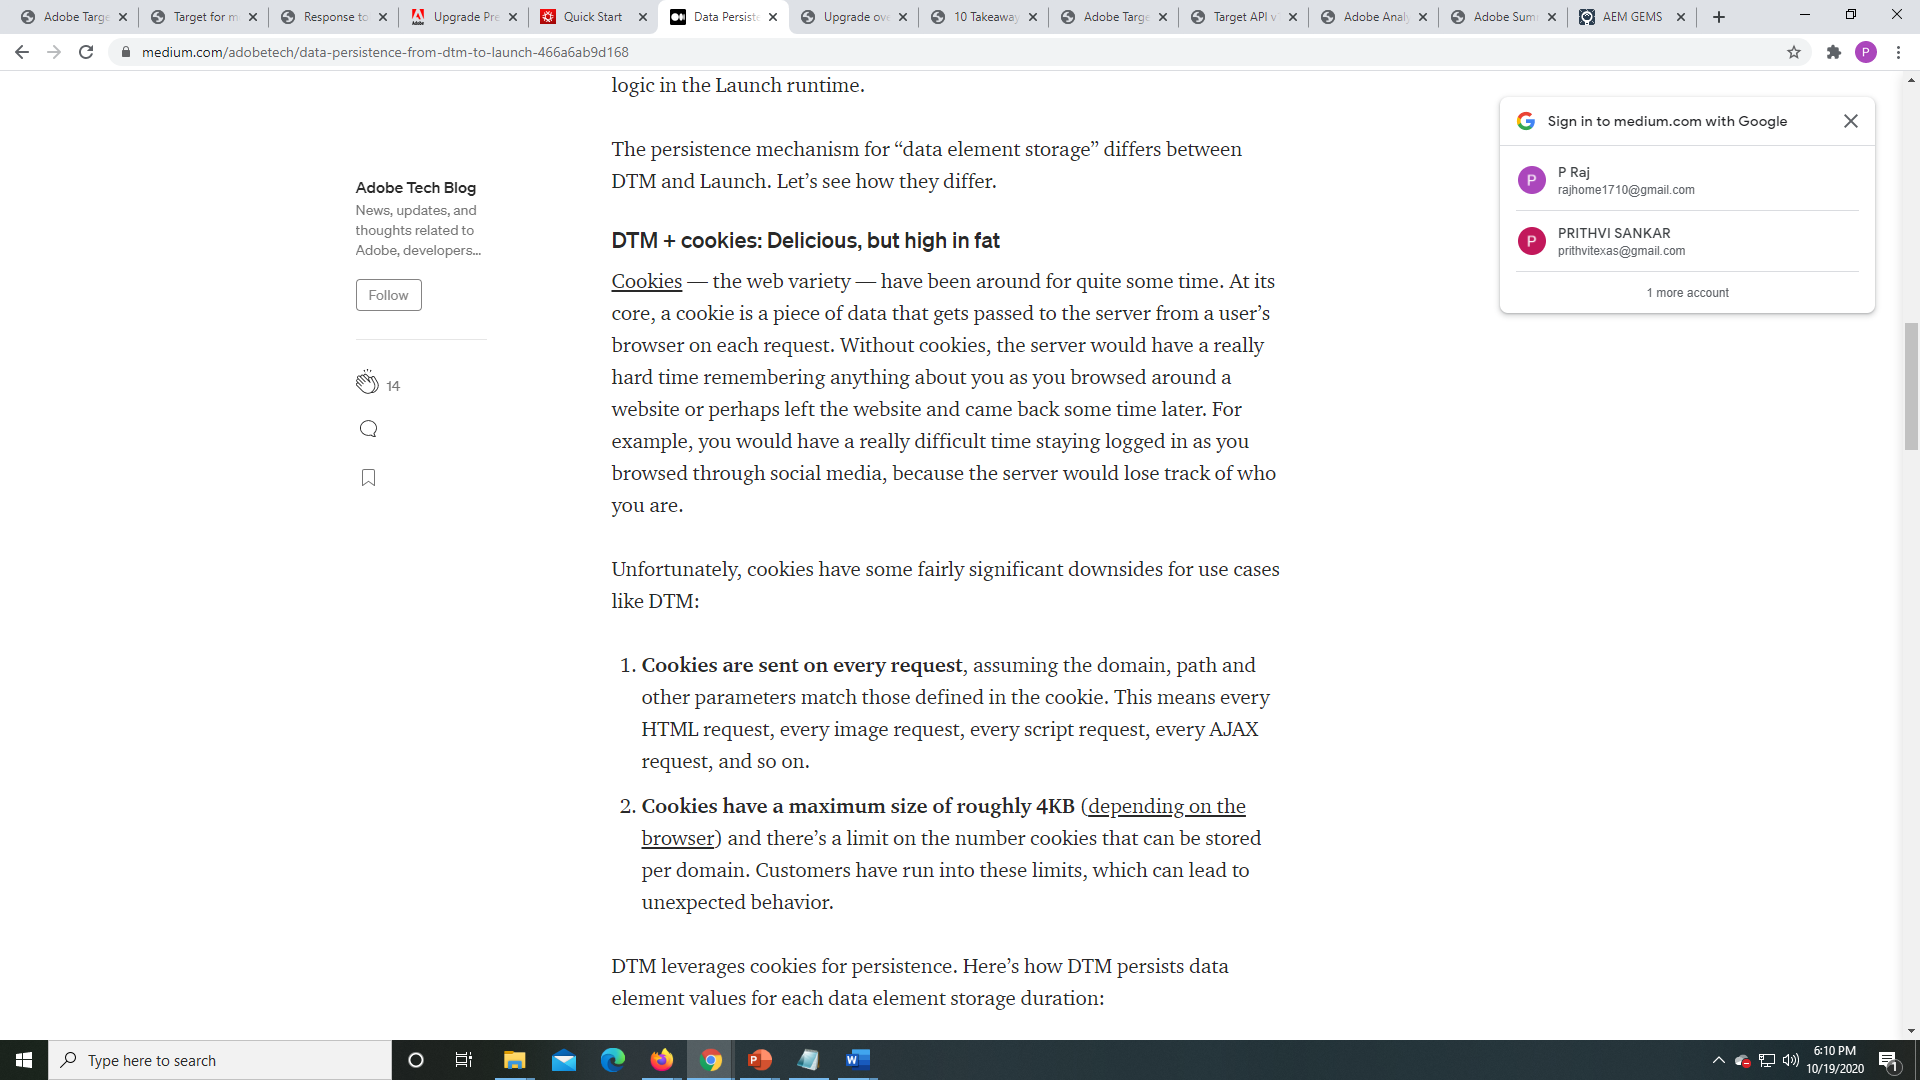 Adobe Targe
Target for m
Response to
Upgrade Pre
Quick Start
Data Persiste
Upgrade ove
10 Takeaway
Adobe Targe
Target API v
Adobe Analy
Adobe Sum
AEM GEMS
medium.com/adobetech/data-persistence-from-dtm-to-launch-466a6ab9d168
P
logic in the Launch runtime.
The persistence mechanism for “data element storage” differs between
DTM and Launch. Let’s see how they differ.
DTM + cookies: Delicious, but high in fat
Cookies — the web variety — have been around for quite some time. At its
core, a cookie is a piece of data that gets passed to the server from a user’s
browser on each request. Without cookies, the server would have a really
hard time remembering anything about you as you browsed around a
website or perhaps left the website and came back some time later. For
example, you would have a really difficult time staying logged in as you
browsed through social media, because the server would lose track of who
you are.
Unfortunately, cookies have some fairly significant downsides for use cases
like DTM:
1. Cookies are sent on every request, assuming the domain, path and
other parameters match those defined in the cookie. This means every
HTML request, every image request, every script request, every AJAX
request, and so on.
2. Cookies have a maximum size of roughly 4KB (depending on the
browser) and there’s a limit on the number cookies that can be stored
per domain. Customers have run into these limits, which can lead to
unexpected behavior.
DTM leverages cookies for persistence. Here’s how DTM persists data
element values for each data element storage duration:
Adobe Tech Blog
News, updates, and
thoughts related to
Adobe, developers...
Follow
14
Sign in to medium.com with Google
P
P Raj
rajhome1710@gmail.com
P
PRITHVI SANKAR
prithvitexas@gmail.com
1 more account
Type here to search
6:10 PM
10/19/2020
1